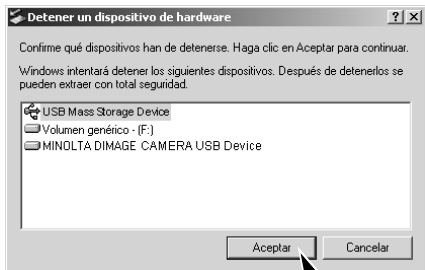 Detener un dispositivo de hardware
Confirme qué dispositivos han de detenerse. Haga clic en Aceptar para continuar.
Windows intentará detener los siguientes dispositivos. Después de detenerlos se
pueden extraer con total seguridad.
USB Mass Storage Device
Volumen genérico - (F:)
MINOLTA DIMAGE CAMERA USB Device
Aceptar
Cancelar